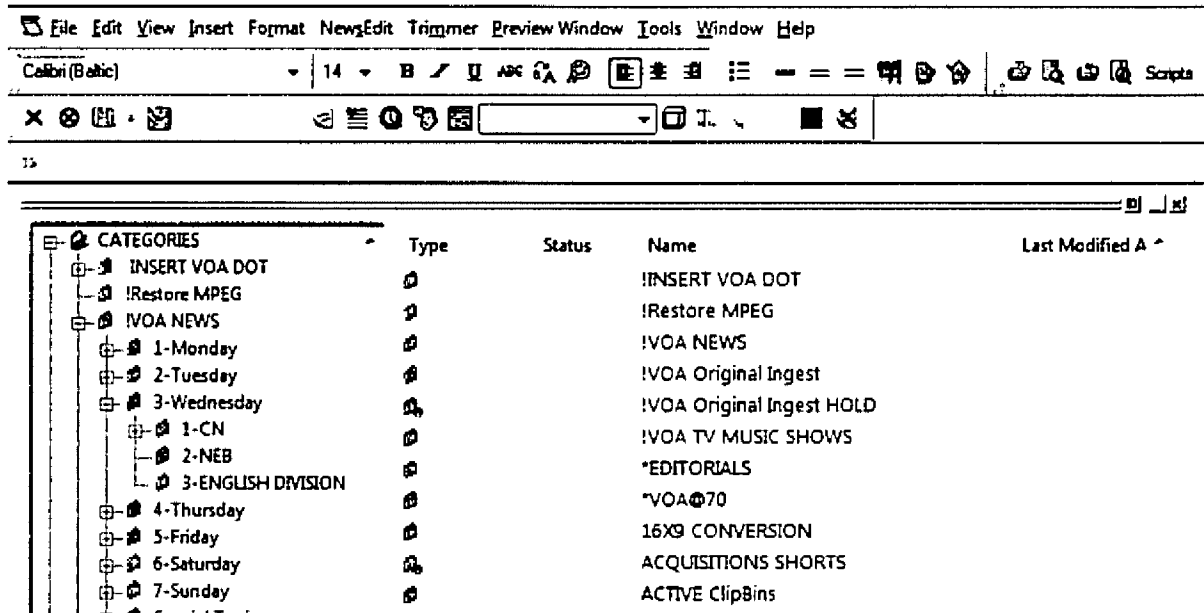 File Edit View Insert Format NewsEdit Trimmer Preview Window Tools Window Help
Calibri (Baltic) 14 B I U ABC Scripts
CATEGORIES
INSERT VOA DOT
!Restore MPEG
!VOA NEWS
1-Monday
2-Tuesday
3-Wednesday
1-CN
2-NEB
3-ENGLISH DIVISION
4-Thursday
5-Friday
6-Saturday
7-Sunday
Type Status Name Last Modified A
!INSERT VOA DOT
!Restore MPEG
!VOA NEWS
!VOA Original Ingest
!VOA Original Ingest HOLD
!VOA TV MUSIC SHOWS
*EDITORIALS
*VOA@70
16X9 CONVERSION
ACQUISITIONS SHORTS
ACTIVE ClipBins